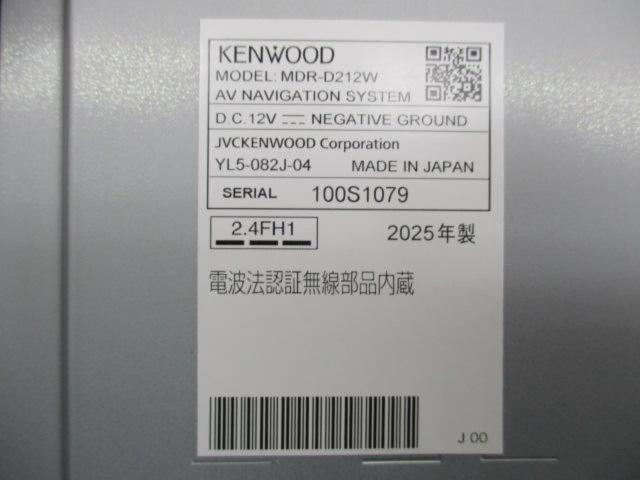 KENWOOD
MODEL: MDR-D212W
AV NAVIGATION SYSTEM
D.C.12V NEGATIVE GROUND
JVCKENWOOD Corporation
YL5-082J-04 MADE IN JAPAN
SERIAL 100S1079
2.4FH1
2025年製
電波法認証無線部品内蔵
J 00